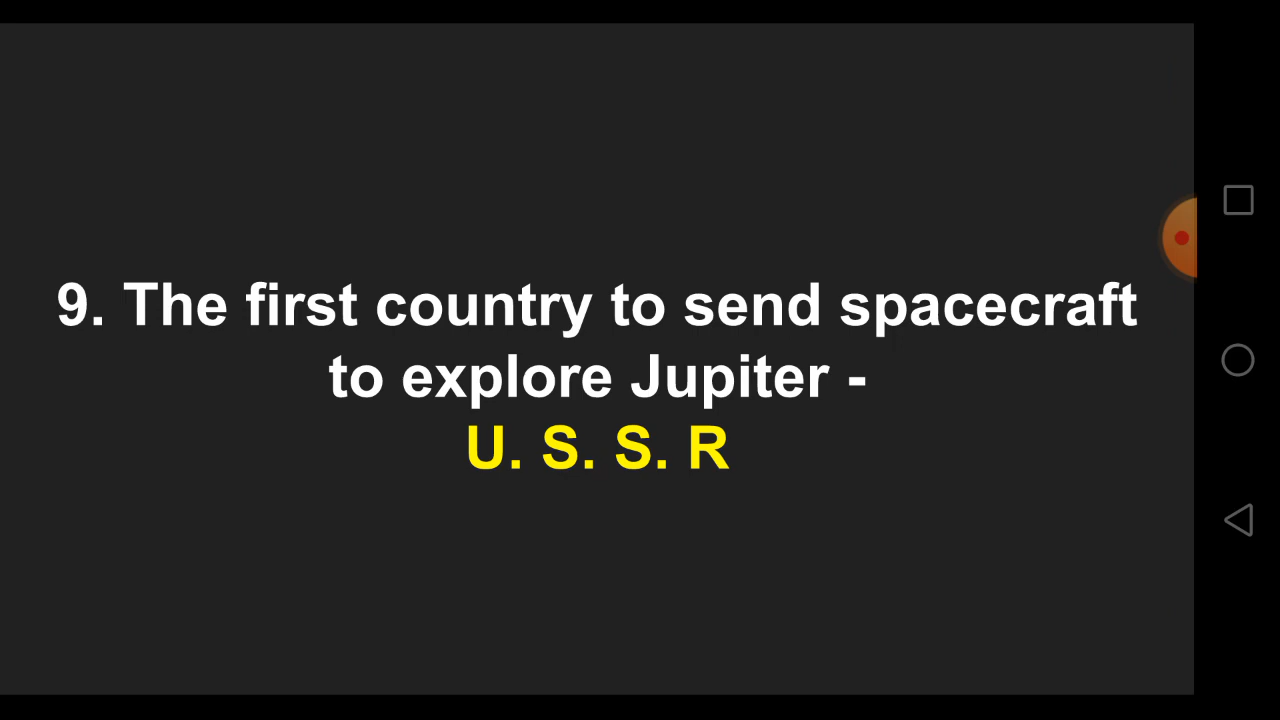 9. The first country to send spacecraft
to explore Jupiter -
U. S. S. R